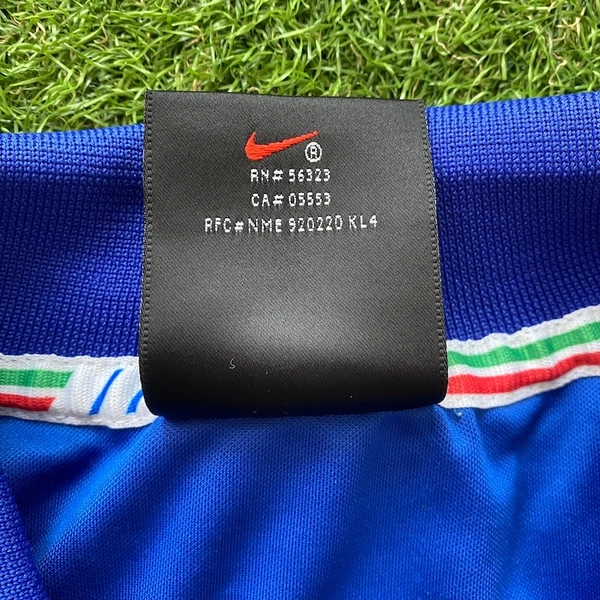 ®
RN# 56323
CA# 05553
RFC# NME 920220 KL4